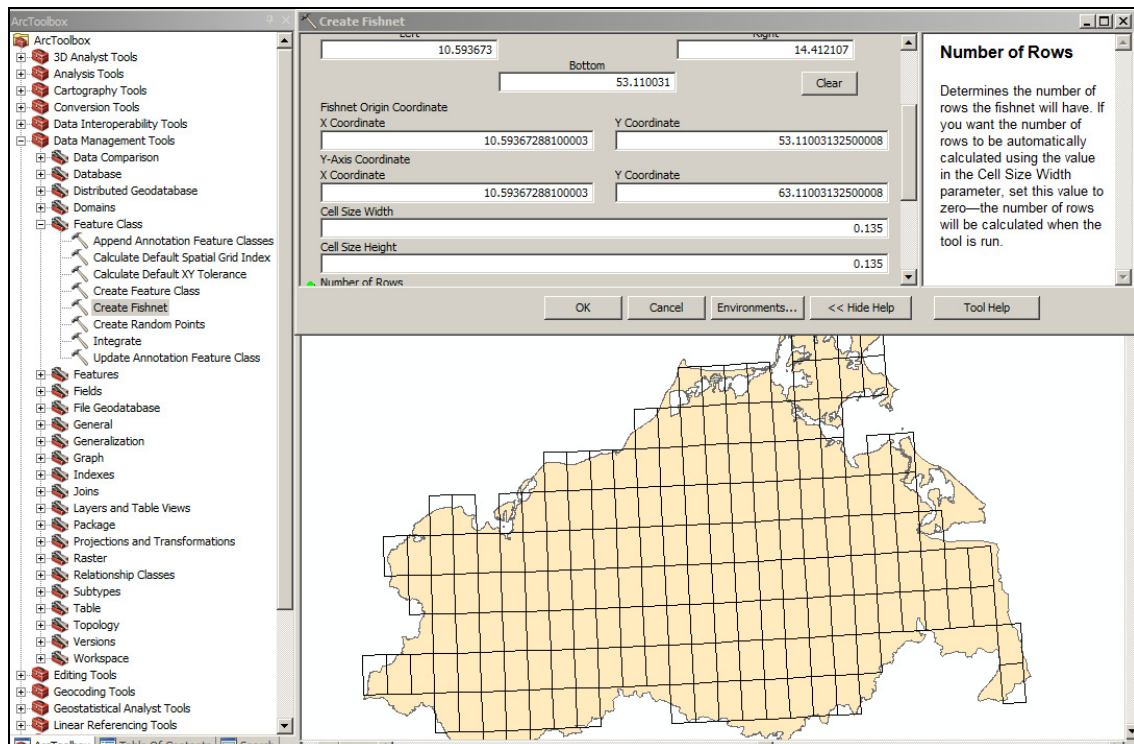 ArcToolbox
ArcToolbox
3D Analyst Tools
Analysis Tools
Cartography Tools
Conversion Tools
Data Interoperability Tools
Data Management Tools
Data Comparison
Database
Distributed Geodatabase
Domains
Feature Class
Append Annotation Feature Classes
Calculate Default Spatial Grid Index
Calculate Default XY Tolerance
Create Feature Class
Create Fishnet
Create Random Points
Integrate
Update Annotation Feature Class
Features
Fields
File Geodatabase
General
Generalization
Graph
Indexes
Joins
Layers and Table Views
Package
Projections and Transformations
Raster
Relationship Classes
Subtypes
Table
Topology
Versions
Workspace
Editing Tools
Geocoding Tools
Geostatistical Analyst Tools
Linear Referencing Tools
ArcToolbox Table Of Contents Search
Create Fishnet
Left Right
10.593673 14.412107
Bottom
53.110031 Clear
Fishnet Origin Coordinate
X Coordinate Y Coordinate
10.59367288100003 53.11003132500008
Y-Axis Coordinate
X Coordinate Y Coordinate
10.59367288100003 63.11003132500008
Cell Size Width
0.135
Cell Size Height
0.135
Number of Rows
OK Cancel Environments... << Hide Help Tool Help
Number of Rows
Determines the number of
rows the fishnet will have. If
you want the number of
rows to be automatically
calculated using the value
in the Cell Size Width
parameter, set this value to
zero—the number of rows
will be calculated when the
tool is run.